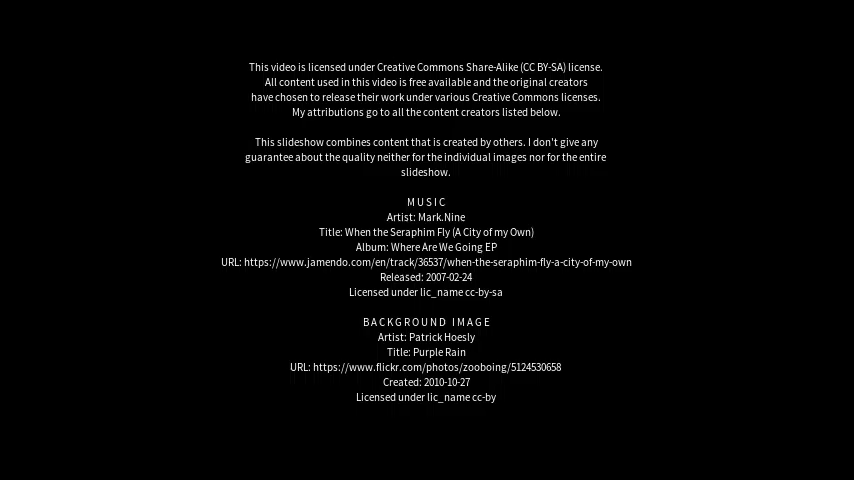 This video is licensed under Creative Commons Share-Alike (CC BY-SA) license.
All content used in this video is free available and the original creators
have chosen to release their work under various Creative Commons licenses.
My attributions go to all the content creators listed below.
This slideshow combines content that is created by others. I don't give any
guarantee about the quality neither for the individual images nor for the entire
slideshow.
MUSIC
Artist: Mark.Nine
Title: When the Seraphim Fly (A City of my Own)
Album: Where Are We Going EP
URL: https://www.jamendo.com/en/track/36537/when-the-seraphim-fly-a-city-of-my-own
Released: 2007-02-24
Licensed under lic_name cc-by-sa
BACKGROUND IMAGE
Artist: Patrick Hoesly
Title: Purple Rain
URL: https://www.flickr.com/photos/zooboing/5124530658
Created: 2010-10-27
Licensed under lic_name cc-by